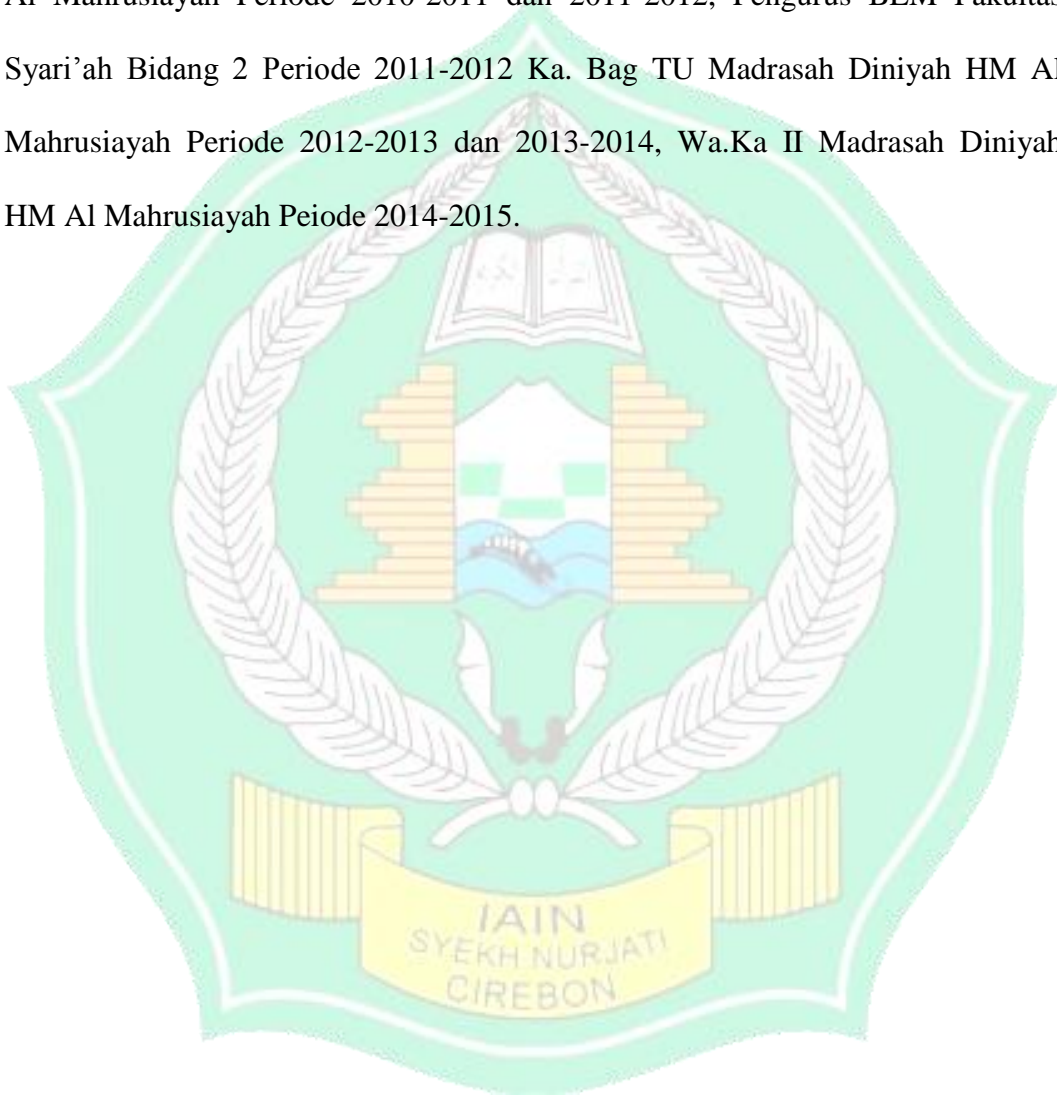 Al Mahrusiayah Periode 2010-2011 dan 2011-2012, Pengurus BEM Fakultas
Syari’ah Bidang 2 Periode 2011-2012 Ka. Bag TU Madrasah Diniyah HM Al
Mahrusiayah Periode 2012-2013 dan 2013-2014, Wa.Ka II Madrasah Diniyah
HM Al Mahrusiayah Peiode 2014-2015.
IAIN
SYEKH NURJATI
CIREBON